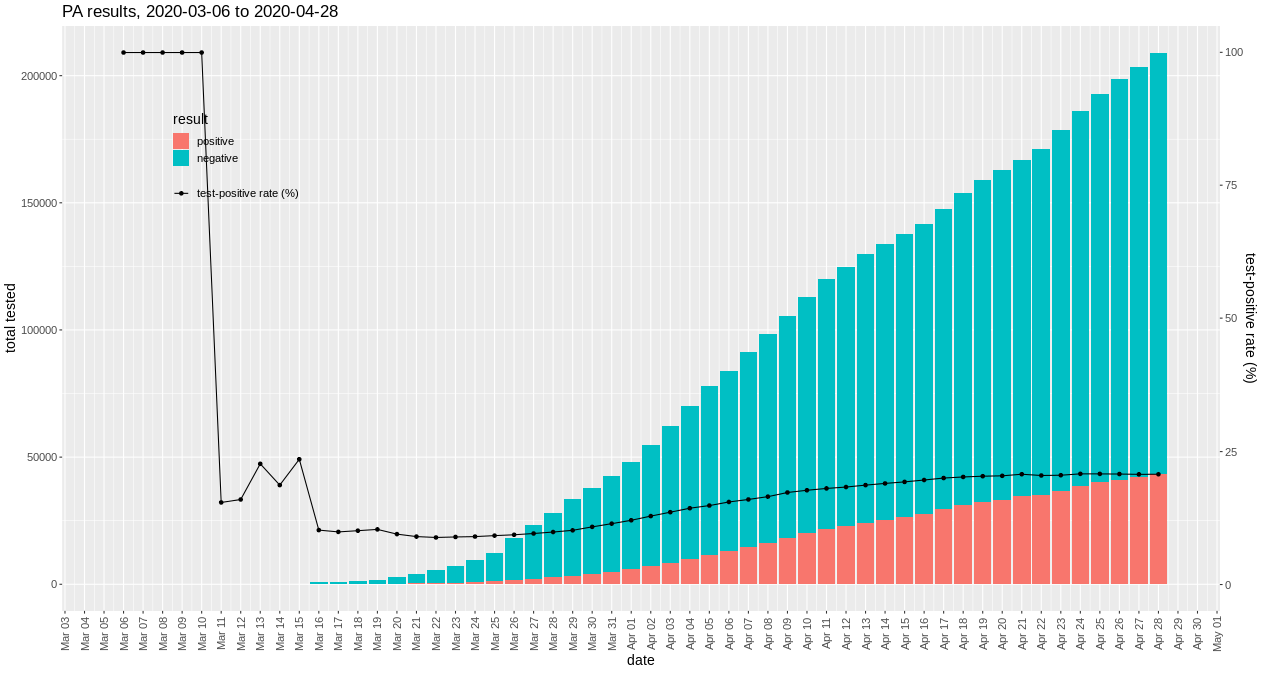 PA results, 2020-03-06 to 2020-04-28
total tested
200000
150000
100000
50000
0
result
positive
negative
test-positive rate (%)
100
75
50
25
0
test-positive rate (%)
Mar 03
Mar 04
Mar 05
Mar 06
Mar 07
Mar 08
Mar 09
Mar 10
Mar 11
Mar 12
Mar 13
Mar 14
Mar 15
Mar 16
Mar 17
Mar 18
Mar 19
Mar 20
Mar 21
Mar 22
Mar 23
Mar 24
Mar 25
Mar 26
Mar 27
Mar 28
Mar 29
Mar 30
Mar 31
Apr 01
Apr 02
Apr 03
Apr 04
Apr 05
Apr 06
Apr 07
Apr 08
Apr 09
Apr 10
Apr 11
Apr 12
Apr 13
Apr 14
Apr 15
Apr 16
Apr 17
Apr 18
Apr 19
Apr 20
Apr 21
Apr 22
Apr 23
Apr 24
Apr 25
Apr 26
Apr 27
Apr 28
Apr 29
Apr 30
May 01
date